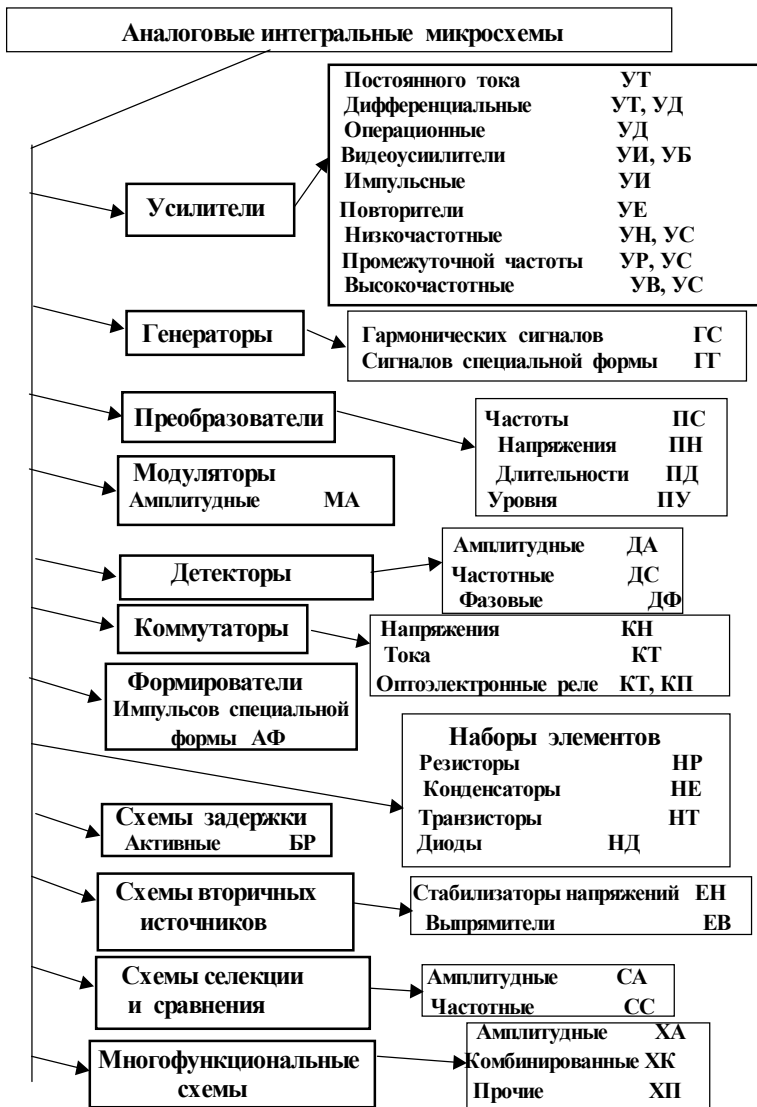 Аналоговые интегральные микросхемы
Постоянного тока УТ
Дифференциальные УТ, УД
Операционные УД
Видеоусиилители УИ, УБ
Импульсные УИ
Повторители УЕ
Низкочастотные УН, УС
Промежуточной частоты УР, УС
Высокочастотные УВ, УС
Усилители
Генераторы
Гармонических сигналов ГС
Сигналов специальной формы ГГ
Преобразователи
Частоты ПС
Напряжения ПН
Длительности ПД
Уровня ПУ
Модуляторы
Амплитудные МА
Детекторы
Амплитудные ДА
Частотные ДС
Фазовые ДФ
Коммутаторы
Напряжения КН
Тока КТ
Оптоэлектронные реле КТ, КП
Формирователи
Импульсов специальной
формы АФ
Наборы элементов
Резисторы НР
Конденсаторы НЕ
Транзисторы НТ
Диоды НД
Схемы задержки
Активные БР
Схемы вторичных
источников
Стабилизаторы напряжений ЕН
Выпрямители ЕВ
Схемы селекции
и сравнения
Амплитудные СА
Частотные СС
Многофункциональные
схемы
Амплитудные ХА
Комбинированные ХК
Прочие ХП